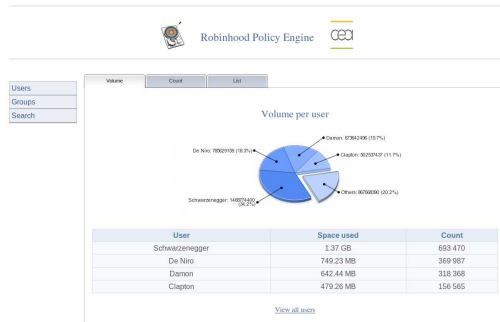 Robinhood Policy Engine
cea
Users
Groups
Search
Volume Count List
Volume per user
Damon: 673642496 (15.7%)
De Niro: 785629139 (18.3%)
Clapton: 502537437 (11.7%)
Others: 867668090 (20.2%)
Schwarzenegger: 1468774400
(34.2%)
User Space used Count
Schwarzenegger 1.37 GB 693 470
De Niro 749.23 MB 369 987
Damon 642.44 MB 318 368
Clapton 479.26 MB 156 565
View all users